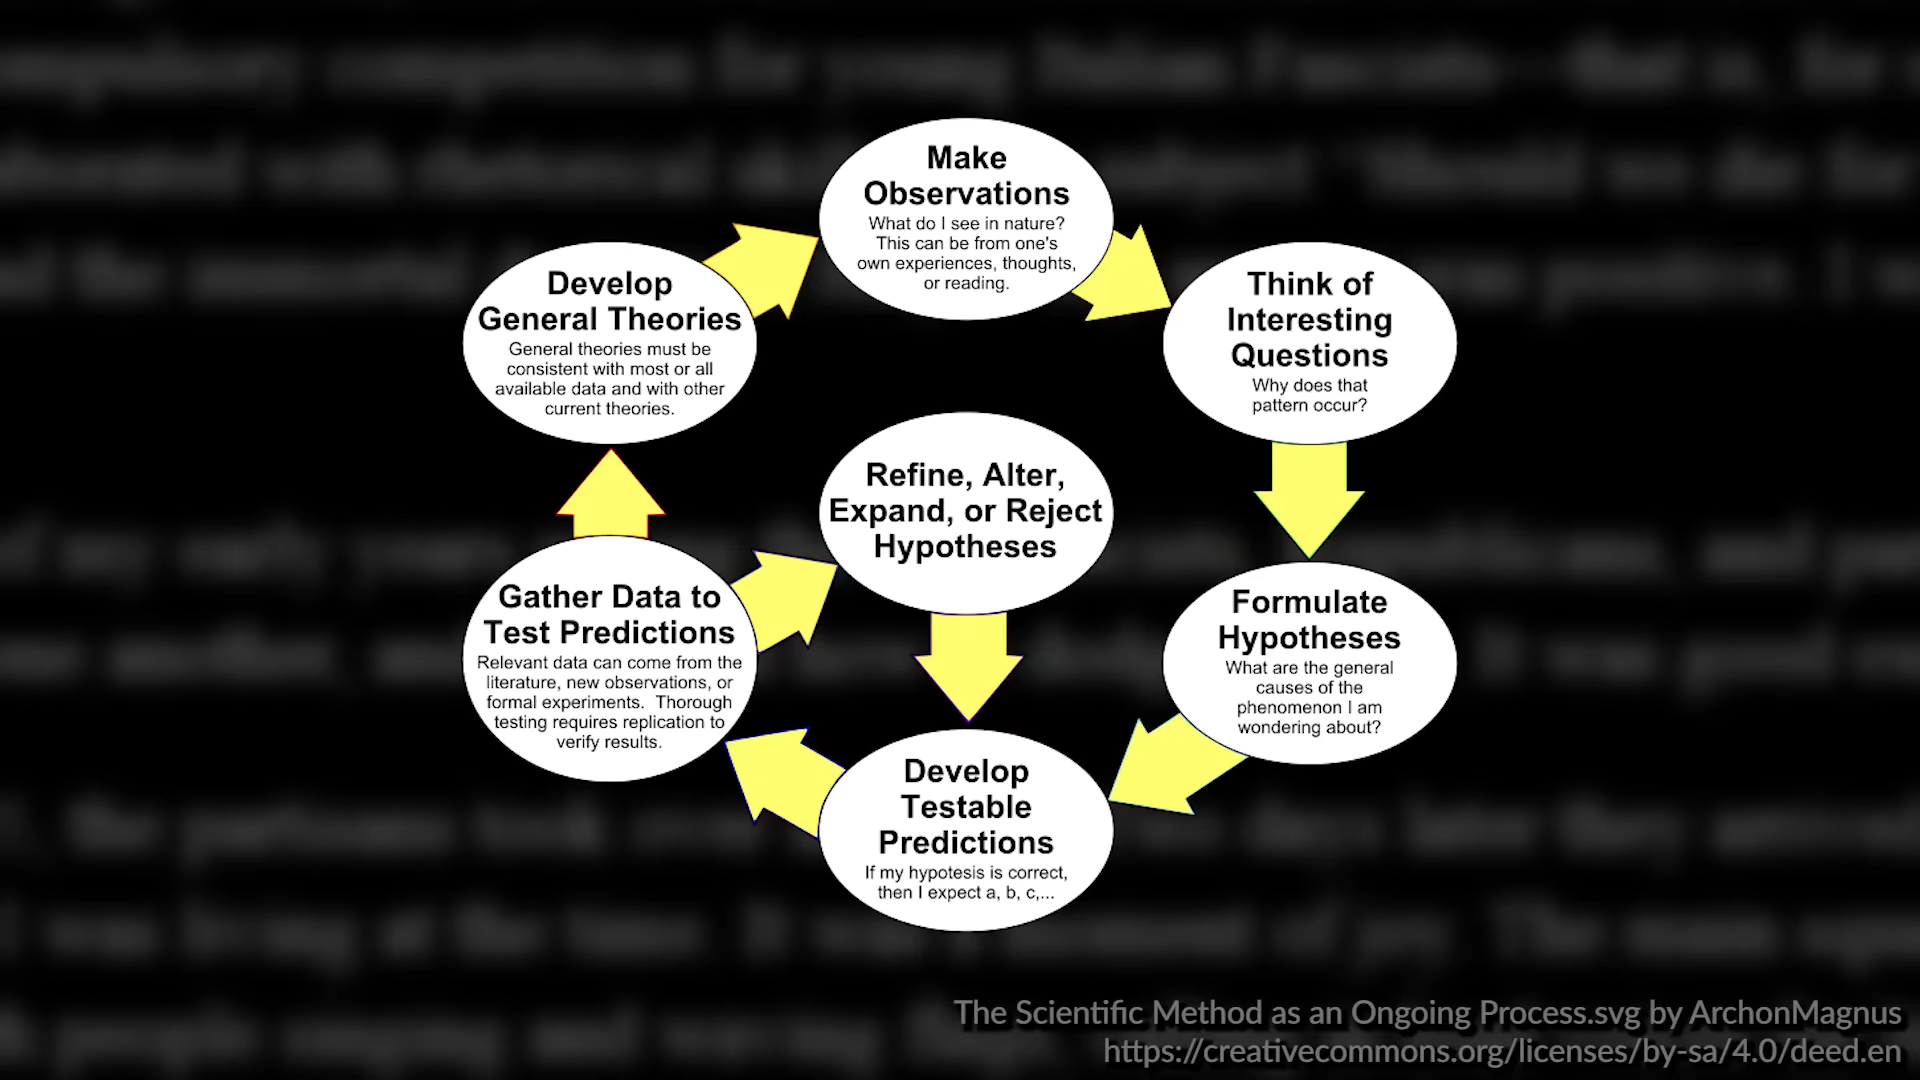 Make
Observations
What do I see in nature?
This can be from one's
own experiences, thoughts,
or reading.
Think of
Interesting
Questions
Why does that
pattern occur?
Formulate
Hypotheses
What are the general
causes of the
phenomenon I am
wondering about?
Develop
Testable
Predictions
If my hypotesis is correct,
then I expect a, b, c,...
Gather Data to
Test Predictions
Relevant data can come from the
literature, new observations, or
formal experiments. Thorough
testing requires replication to
verify results.
Refine, Alter,
Expand, or Reject
Hypotheses
Develop
General Theories
General theories must be
consistent with most or all
available data and with other
current theories.
The Scientific Method as an Ongoing Process.svg by ArchonMagnus
https://creativecommons.org/licenses/by-sa/4.0/deed.en